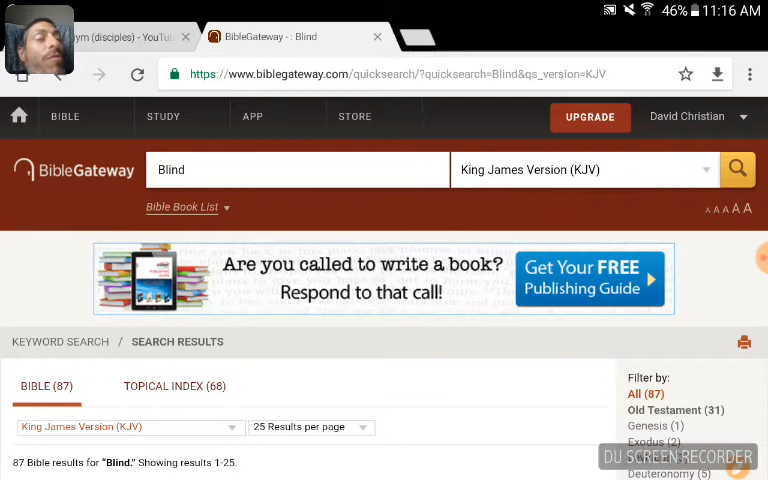 46% 11:16 AM
ym (disciples) - YouTu
BibleGateway - : Blind
https://www.biblegateway.com/quicksearch/?quicksearch=Blind&qs_version=KJV
BIBLE STUDY APP STORE UPGRADE David Christian
BibleGateway Blind King James Version (KJV)
Bible Book List
A A A A A
Are you called to write a book?
Respond to that call!
Get Your FREE
Publishing Guide
KEYWORD SEARCH / SEARCH RESULTS
BIBLE (87) TOPICAL INDEX (68)
King James Version (KJV) 25 Results per page
87 Bible results for “Blind.” Showing results 1-25.
Filter by:
All (87)
Old Testament (31)
Genesis (1)
Exodus (2)
DU SCREEN RECORDER
Deuteronomy (5)